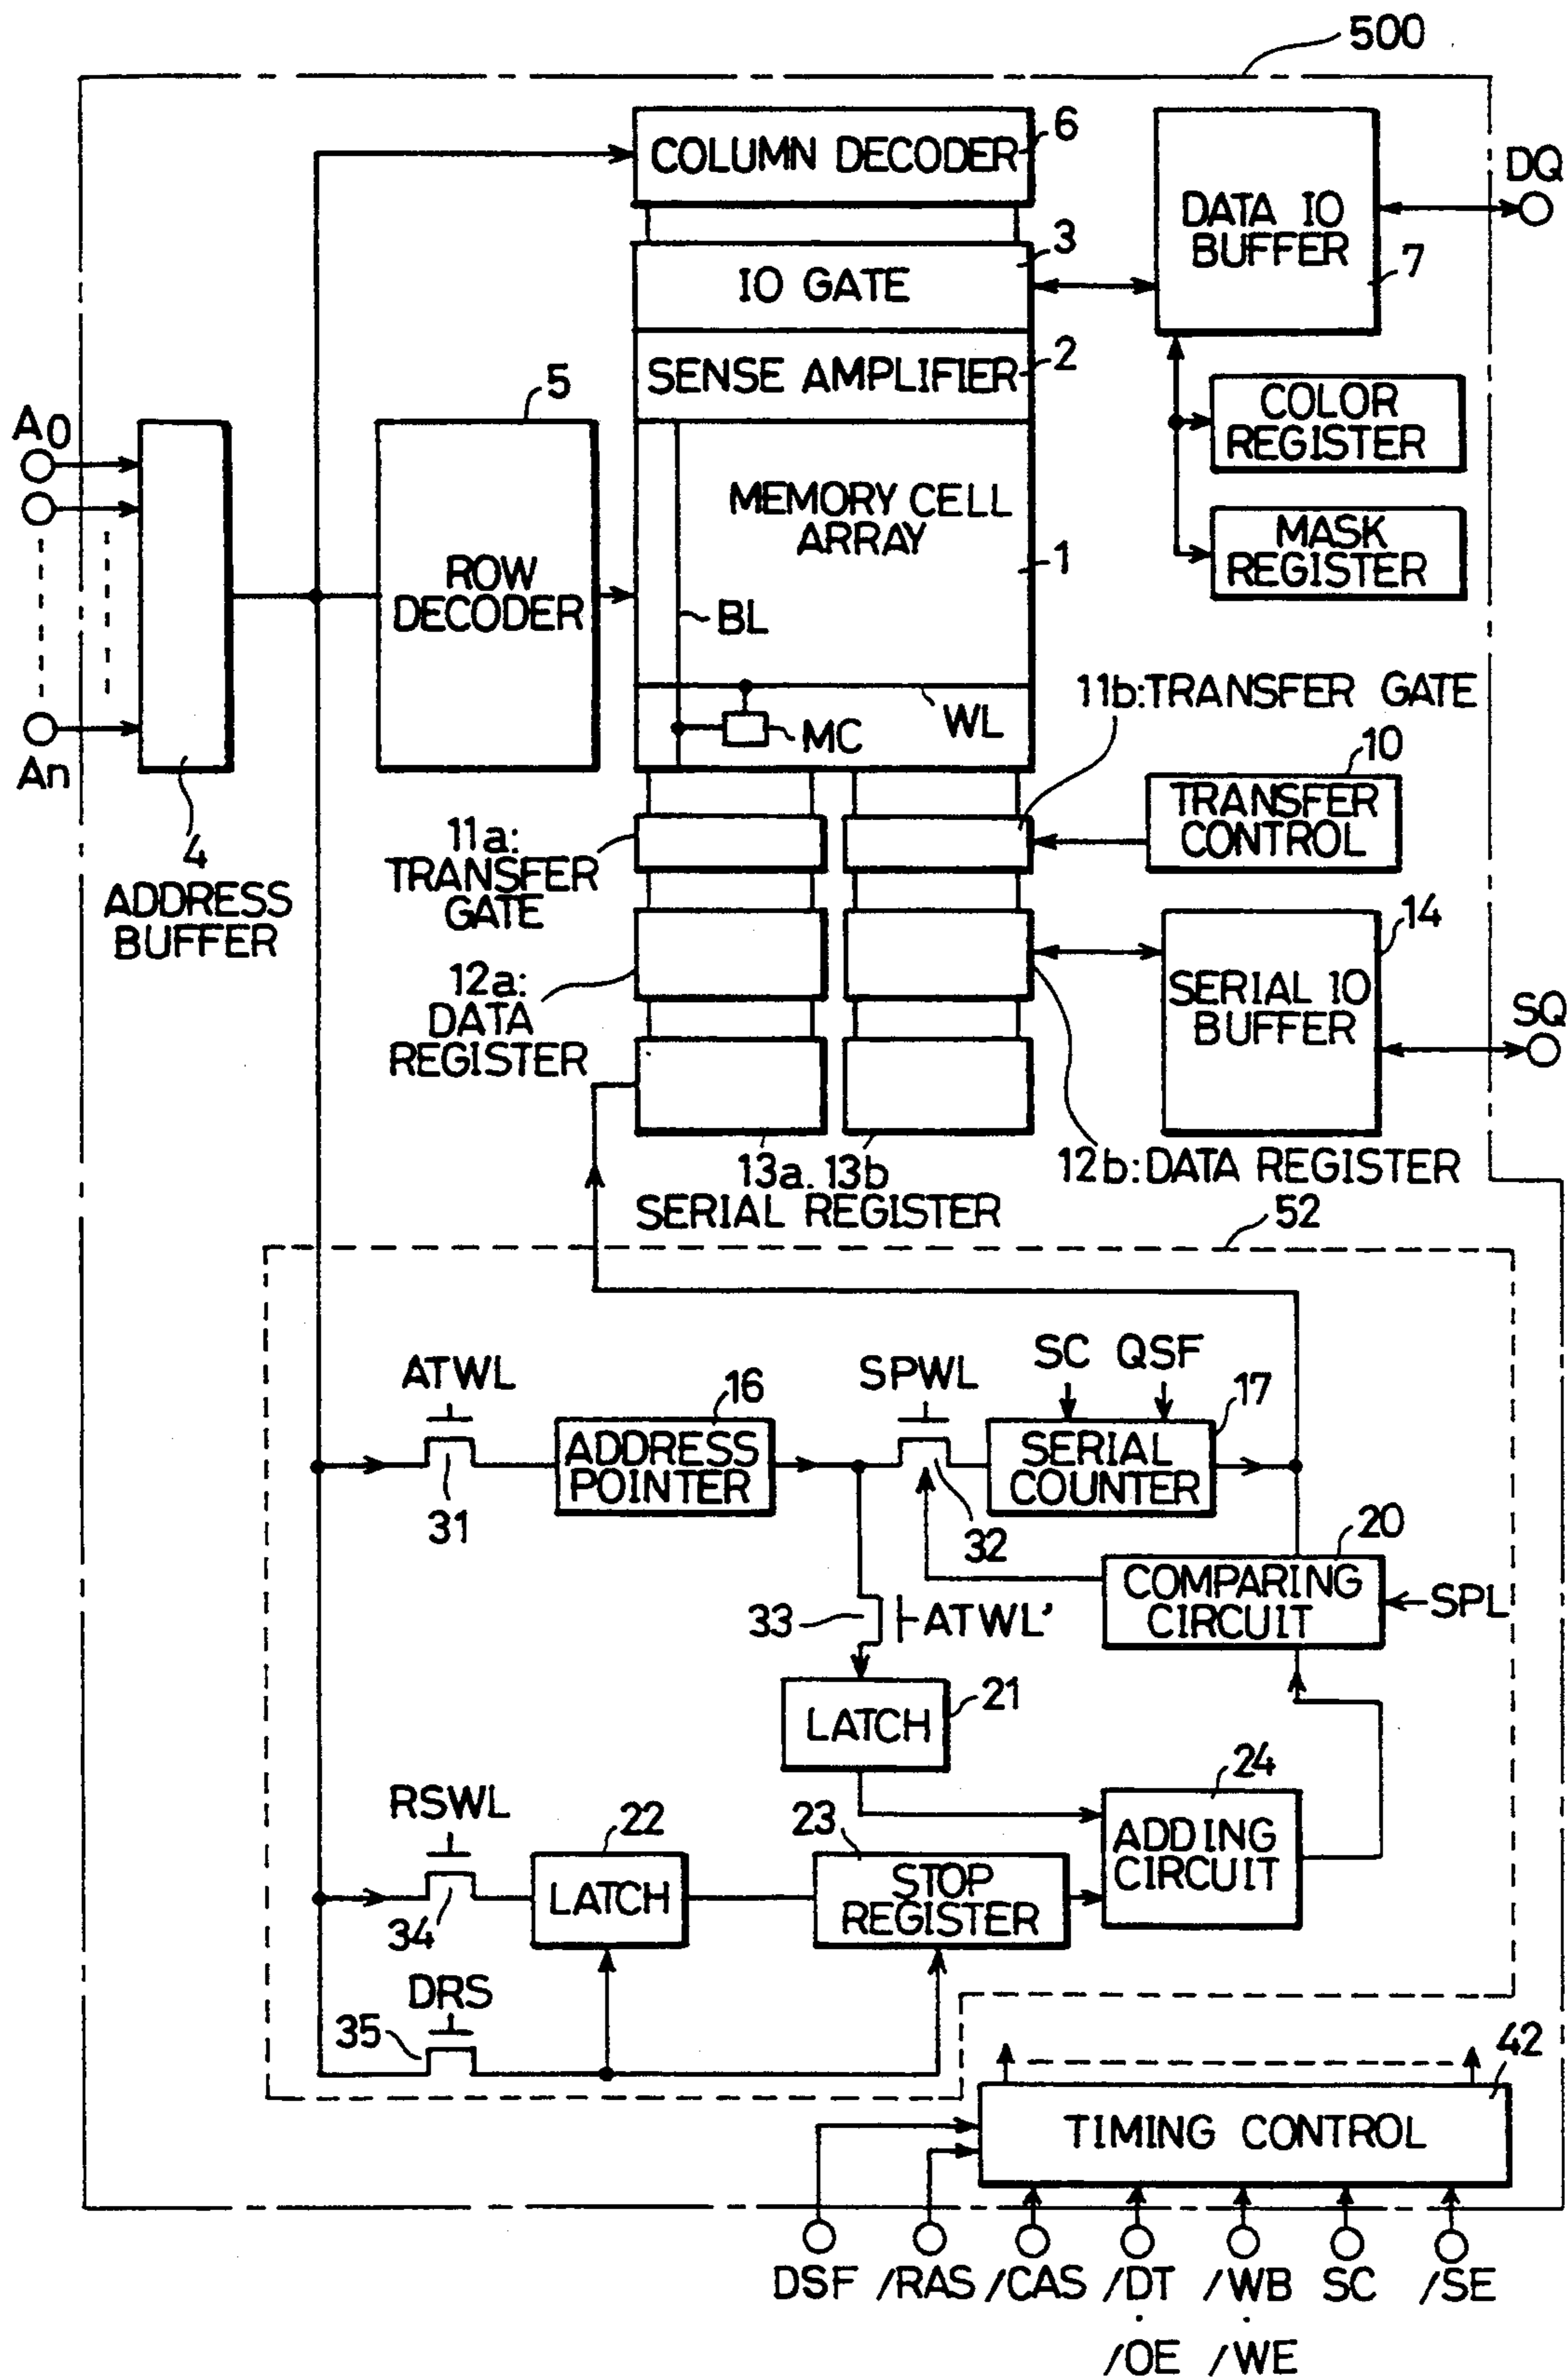 500
COLUMN DECODER
6
DQ
DATA IO
BUFFER
7
3
IO GATE
SENSE AMPLIFIER
2
5
COLOR
REGISTER
A0
MEMORY CELL
ARRAY
1
MASK
REGISTER
ROW
DECODER
BL
WL
MC
11b:TRANSFER GATE
An
10
TRANSFER
CONTROL
4
ADDRESS
BUFFER
11a:
TRANSFER
GATE
12a:
DATA
REGISTER
14
SERIAL IO
BUFFER
SQ
13a. 13b
SERIAL REGISTER
12b:DATA REGISTER
52
ATWL
16
SPWL
SC QSF
17
ADDRESS
POINTER
SERIAL
COUNTER
31
32
20
COMPARING
CIRCUIT
SPL
33
ATWL'
21
LATCH
24
RSWL
22
23
ADDING
CIRCUIT
LATCH
STOP
REGISTER
34
DRS
35
42
TIMING CONTROL
DSF /RAS /CAS /DT /WB SC /SE
· ·
/OE /WE